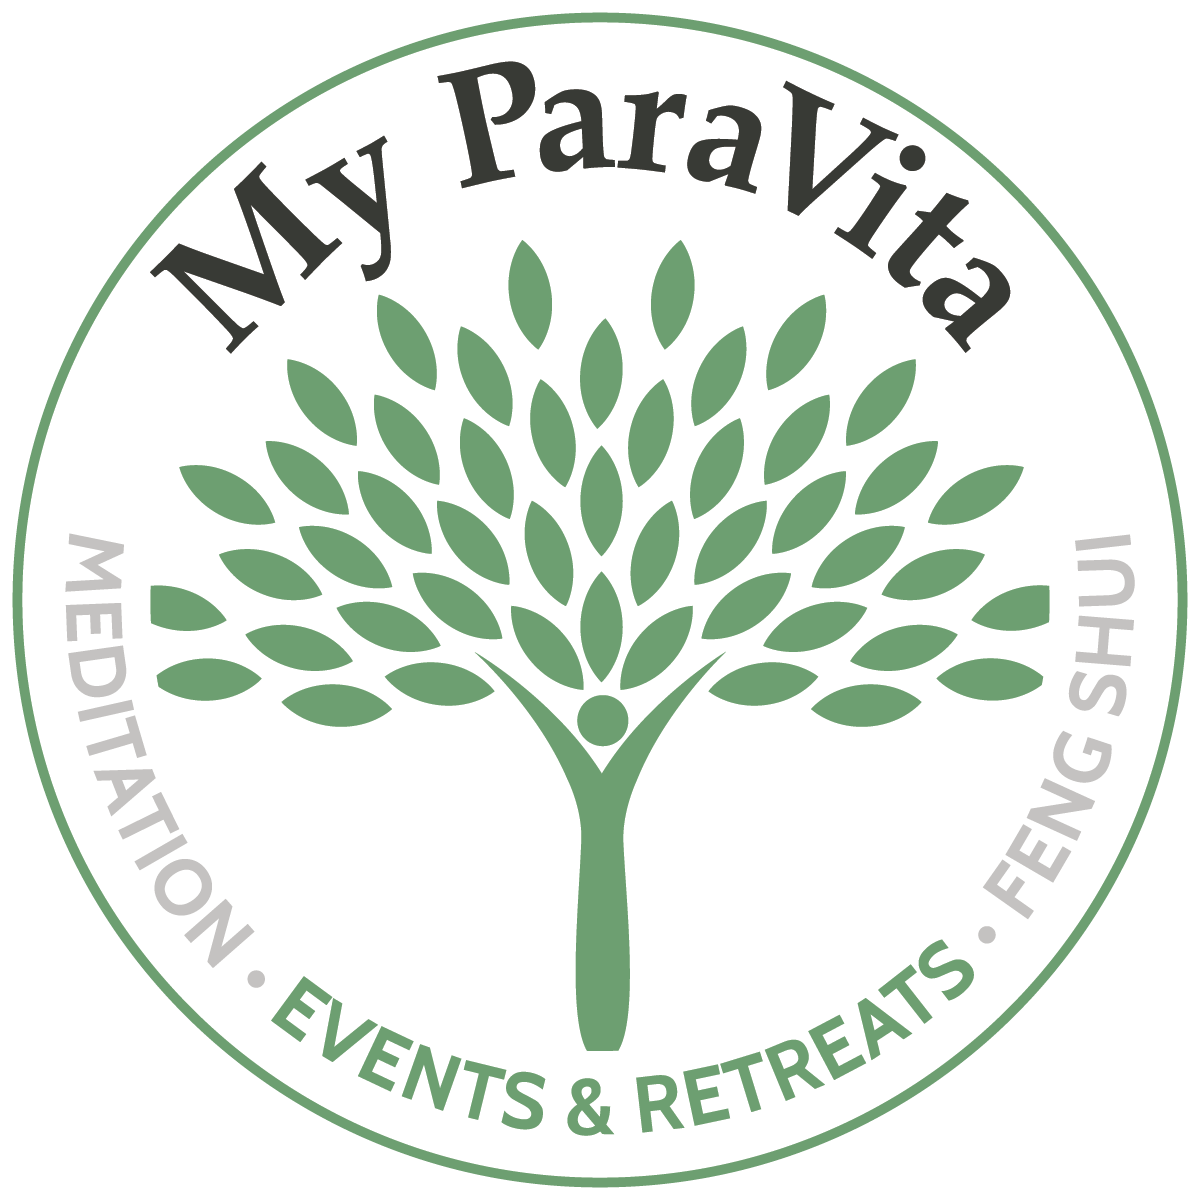 My ParaVita
MEDITATION • EVENTS & RETREATS • FENG SHUI